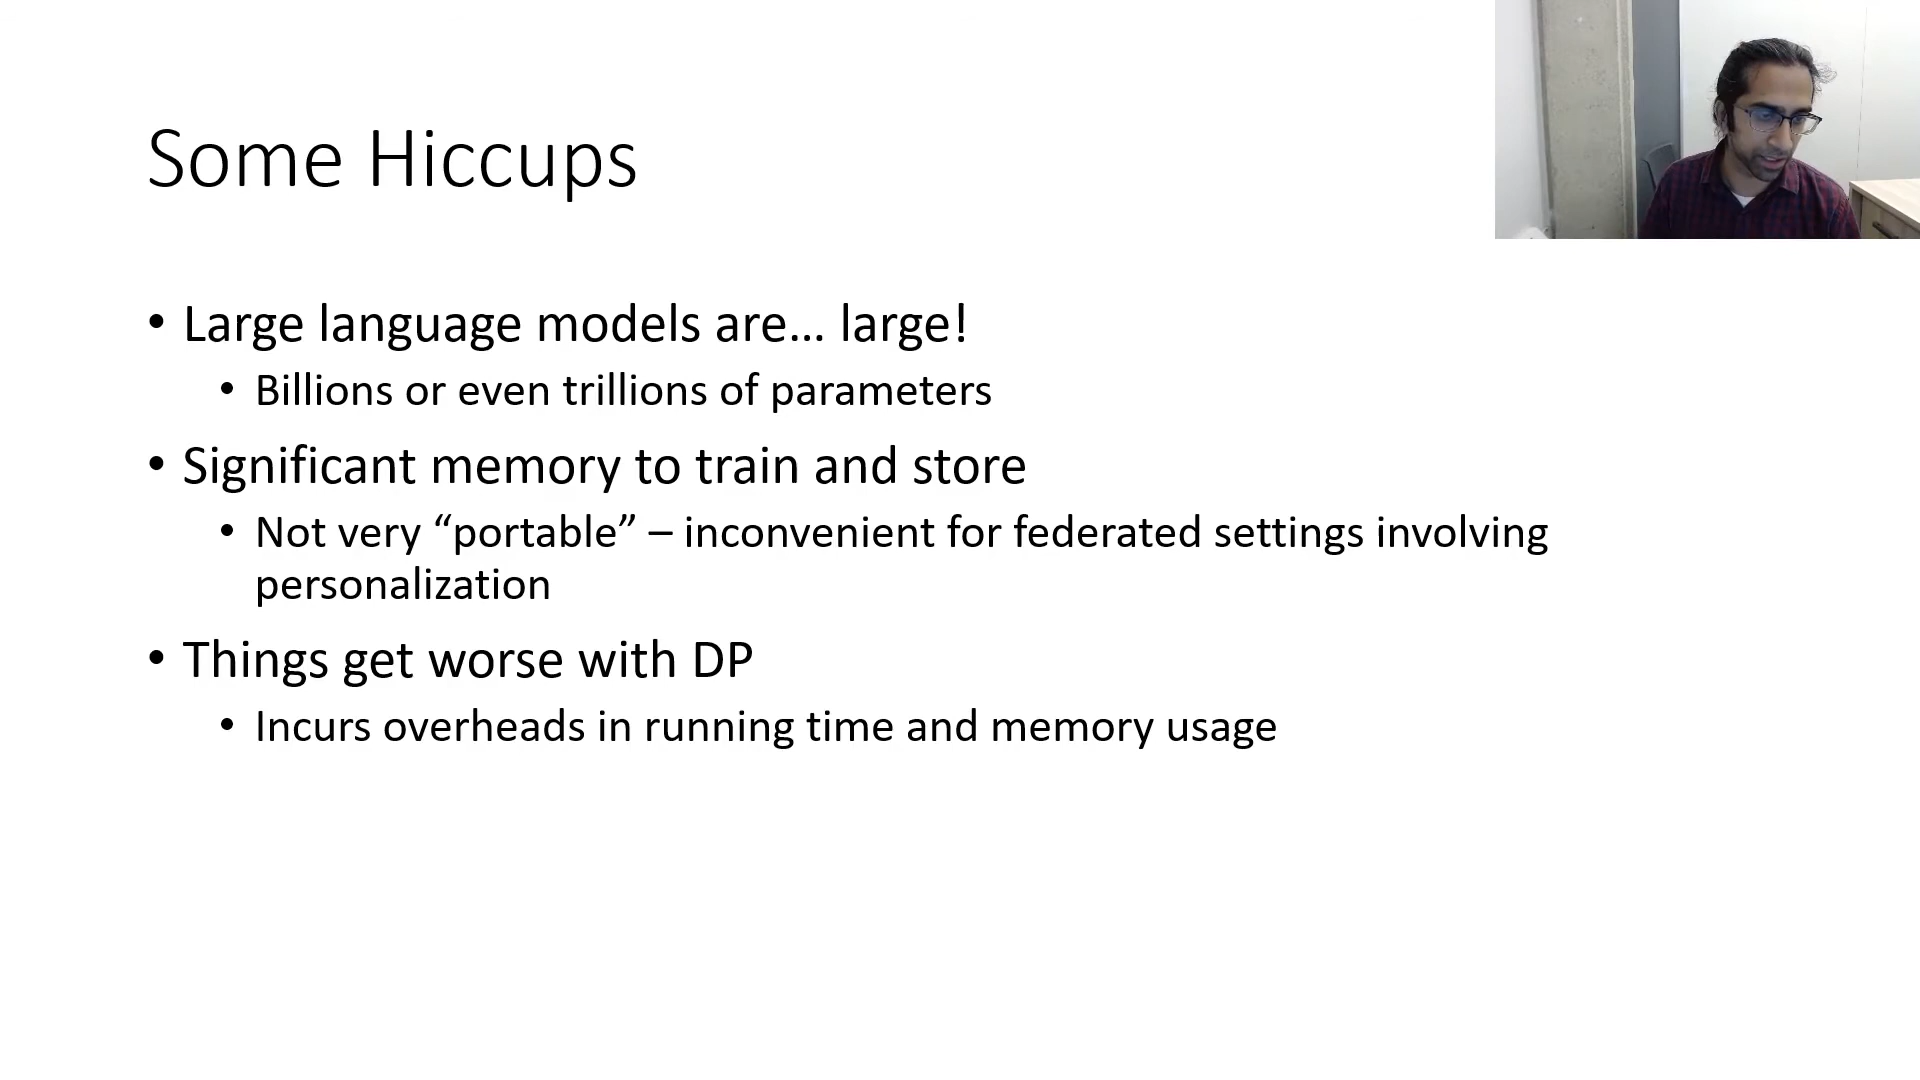 Some Hiccups
• Large language models are… large!
• Billions or even trillions of parameters
• Significant memory to train and store
• Not very “portable” – inconvenient for federated settings involving
personalization
• Things get worse with DP
• Incurs overheads in running time and memory usage